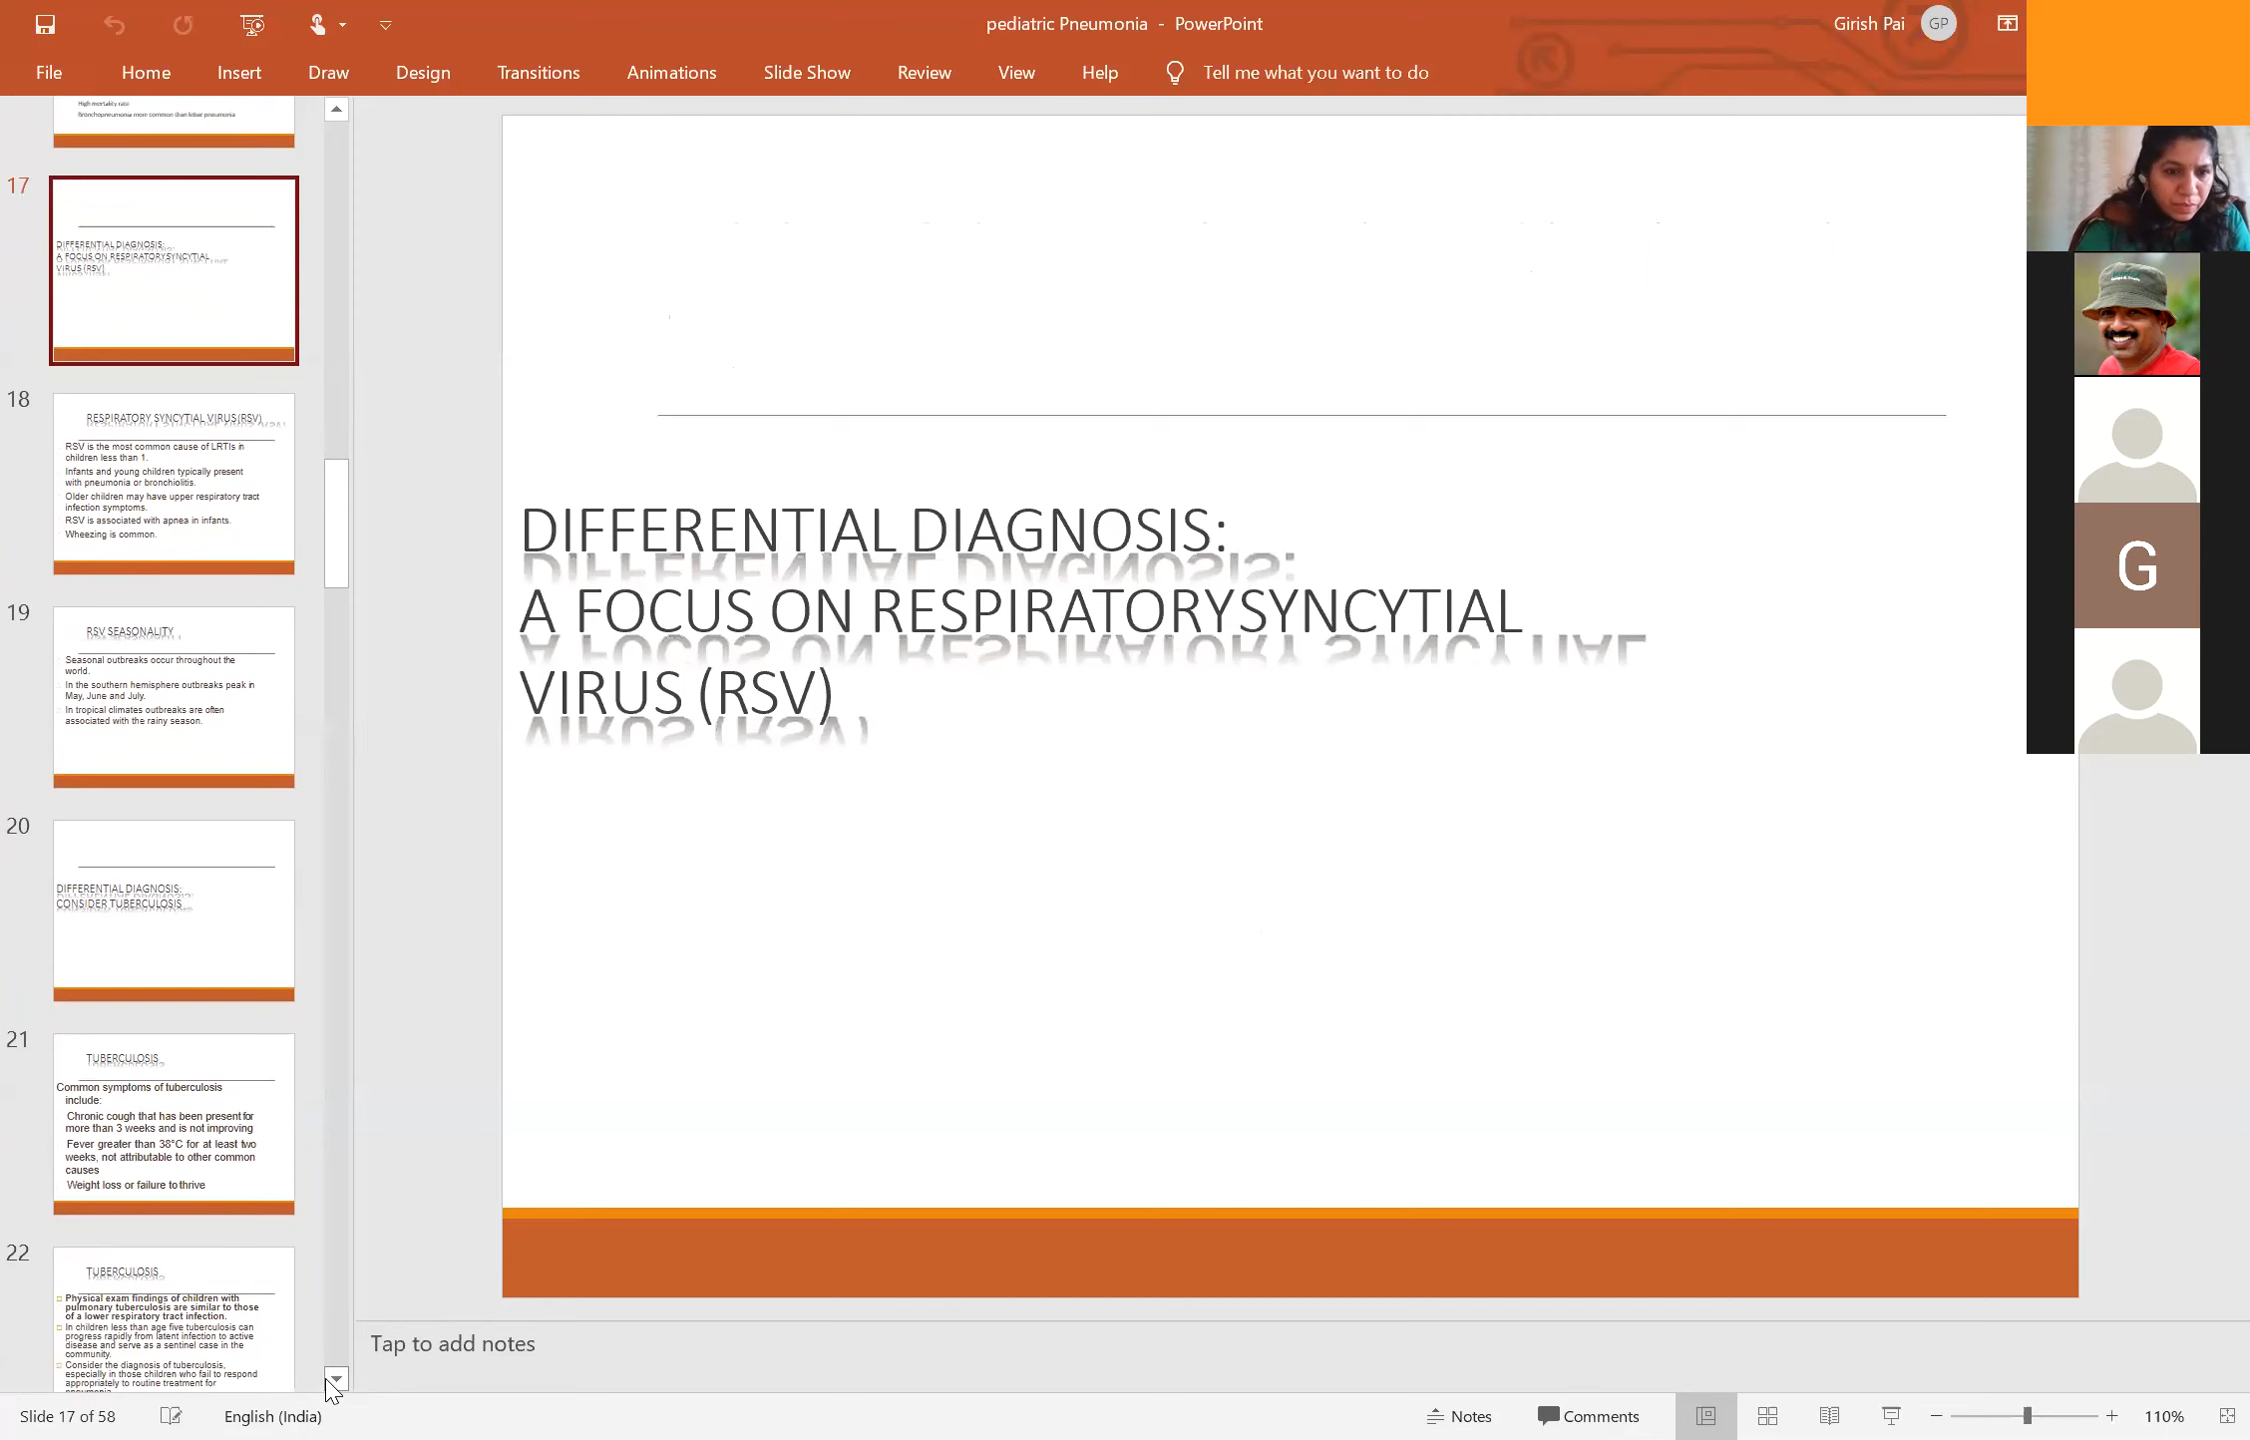 pediatric Pneumonia - PowerPoint
Girish Pai
GP
File Home Insert Draw Design Transitions Animations Slide Show Review View Help Tell me what you want to do
High mortality rate
Bronchopneumonia more common than lobar pneumonia
17
DIFFERENTIAL DIAGNOSIS:
A FOCUS ON RESPIRATORYSYNCYTIAL
VIRUS (RSV)
18
RESPIRATORY SYNCYTIAL VIRUS(RSV)
RSV is the most common cause of LRTIs in
children less than 1.
Infants and young children typically present
with pneumonia or bronchiolitis.
Older children may have upper respiratory tract
infection symptoms.
RSV is associated with apnea in infants.
Wheezing is common.
19
RSV SEASONALITY
Seasonal outbreaks occur throughout the
world.
In the southern hemisphere outbreaks peak in
May, June and July.
In tropical climates outbreaks are often
associated with the rainy season.
20
DIFFERENTIAL DIAGNOSIS:
CONSIDER TUBERCULOSIS
21
TUBERCULOSIS
Common symptoms of tuberculosis
include:
Chronic cough that has been present for
more than 3 weeks and is not improving
Fever greater than 38°C for at least two
weeks, not attributable to other common
causes
Weight loss or failure to thrive
22
TUBERCULOSIS
Physical exam findings of children with
pulmonary tuberculosis are similar to those
of a lower respiratory tract infection.
In children less than age five tuberculosis can
progress rapidly from latent infection to active
disease and serve as a sentinel case in the
community.
Consider the diagnosis of tuberculosis,
especially in those children who fail to respond
appropriately to routine treatment for
DIFFERENTIAL DIAGNOSIS:
A FOCUS ON RESPIRATORYSYNCYTIAL
VIRUS (RSV)
G
Tap to add notes
Slide 17 of 58 English (India) Notes Comments 110%